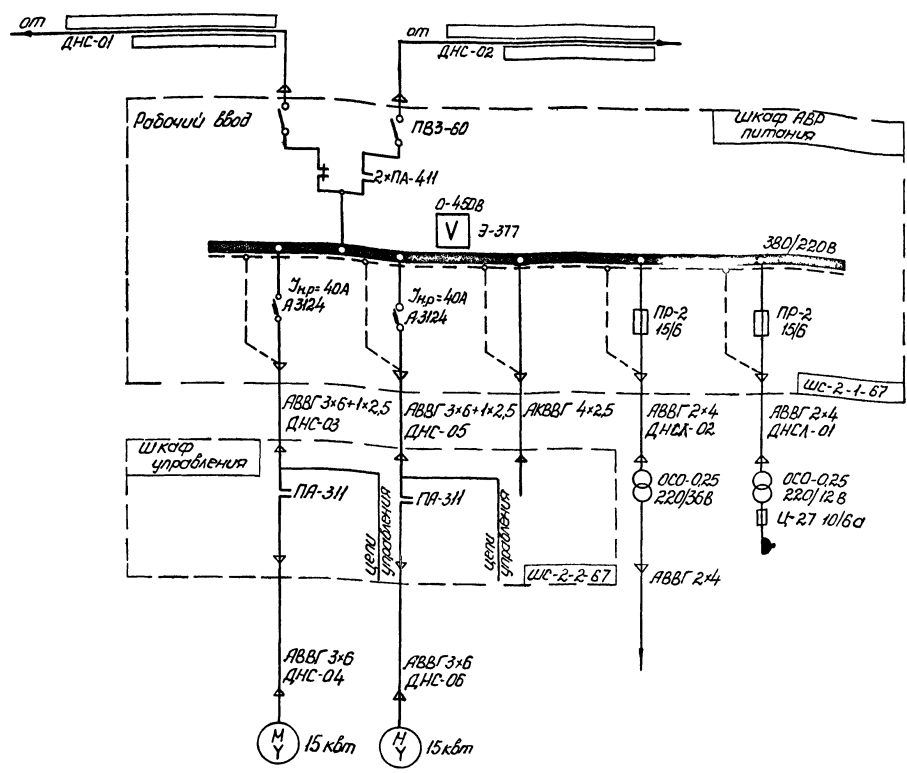 от
ДНС-01
от
ДНС-02
Рабочий ввод
ПВЗ-60
Шкаф АВР
питания
2×ПА-411
0-450В
V
Э-377
380/220В
Iн.р=40А
А3124
Iн.р=40А
А3124
ПР-2
15/6
ПР-2
15/6
ШС-2-1-67
АВВГ 3×6+1×2,5
ДНС-03
АВВГ 3×6+1×2,5
ДНС-05
АКВВГ 4×2,5
АВВГ 2×4
ДНСЛ-02
АВВГ 2×4
ДНСЛ-01
Шкаф
управления
ПА-311
цепи
управления
ПА-311
цепи
управления
ОСО-0,25
220/36В
ОСО-0,25
220/12В
Ц-27 10/6а
ШС-2-2-67
АВВГ 2×4
АВВГ 3×6
ДНС-04
АВВГ 3×6
ДНС-06
М
Y
15 квт
М
Y
15 квт